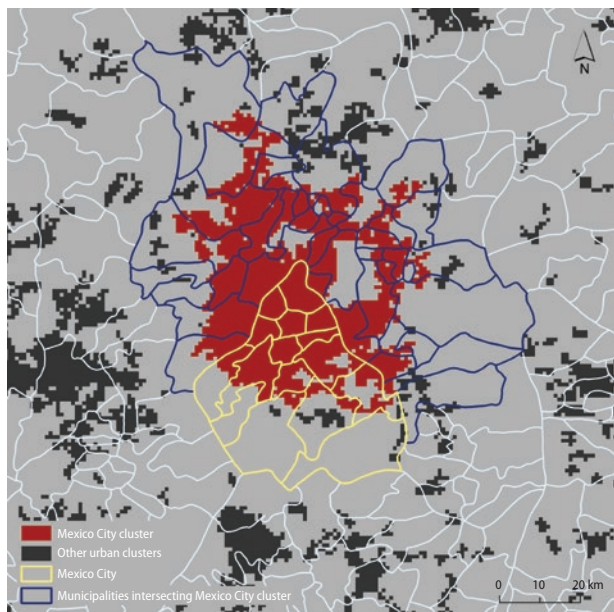 N
Mexico City cluster
Other urban clusters
Mexico City
Municipalities intersecting Mexico City cluster
0 10 20 km